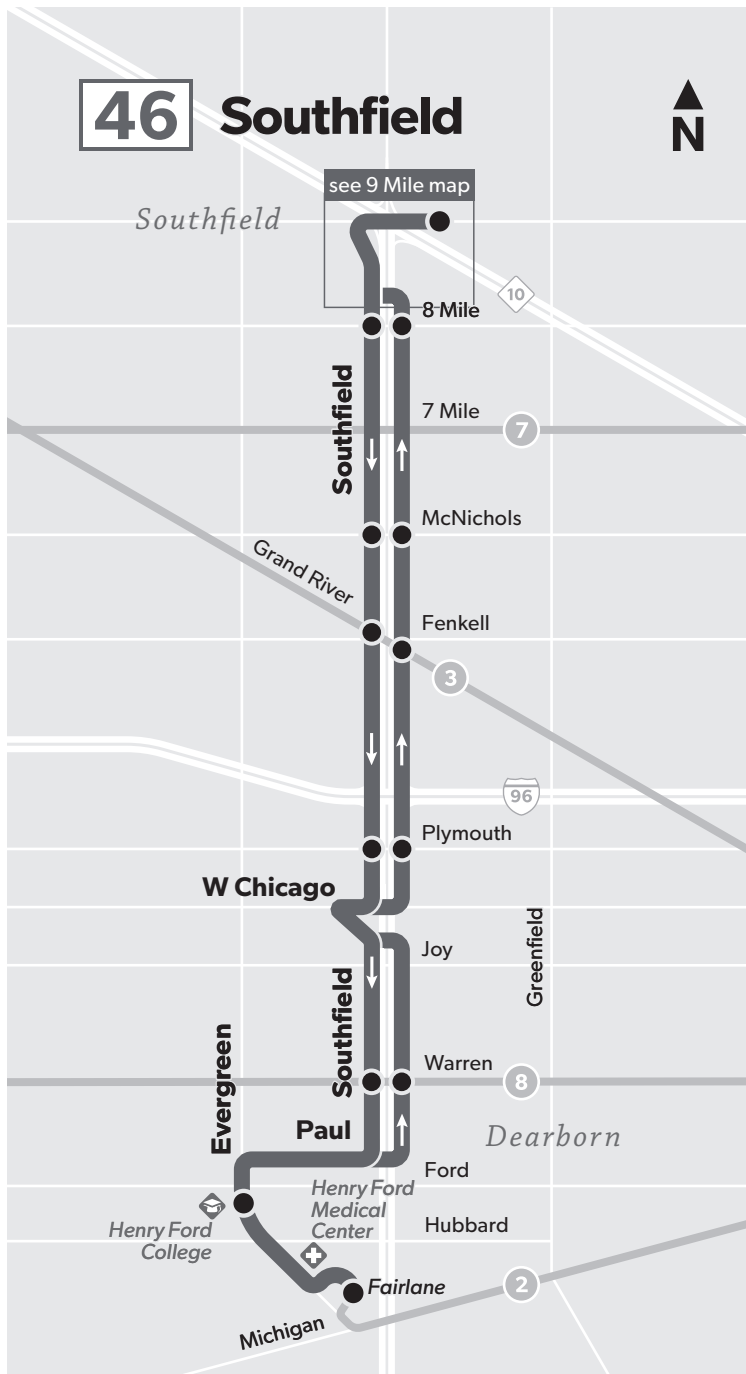 46 Southfield
N
see 9 Mile map
Southfield
10
8 Mile
Southfield
7 Mile
7
McNichols
Grand River
Fenkell
3
96
Plymouth
W Chicago
Greenfield
Joy
Southfield
Evergreen
Warren
8
Paul
Dearborn
Ford
Henry Ford
Medical
Center
Henry Ford
College
Hubbard
Fairlane
2
Michigan